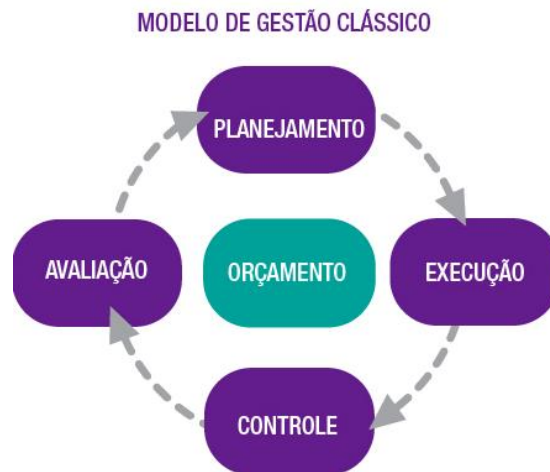 MODELO DE GESTÃO CLÁSSICO
PLANEJAMENTO
AVALIAÇÃO
ORÇAMENTO
EXECUÇÃO
CONTROLE